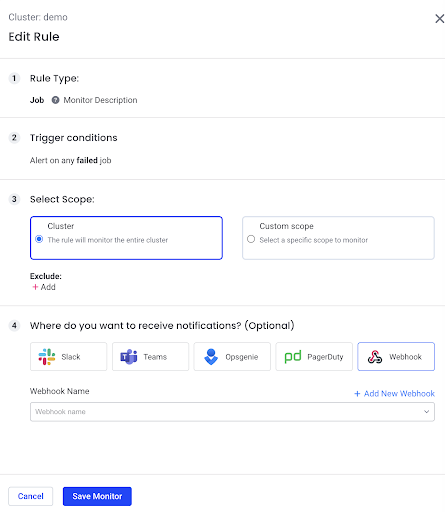 Cluster: demo
Edit Rule
1 Rule Type:
Job ? Monitor Description
2 Trigger conditions
Alert on any failed job
3 Select Scope:
Cluster
The rule will monitor the entire cluster
Custom scope
Select a specific scope to monitor
Exclude:
+ Add
4 Where do you want to receive notifications? (Optional)
Slack Teams Opsgenie pd PagerDuty Webhook
Webhook Name + Add New Webhook
Webhook name
Cancel Save Monitor